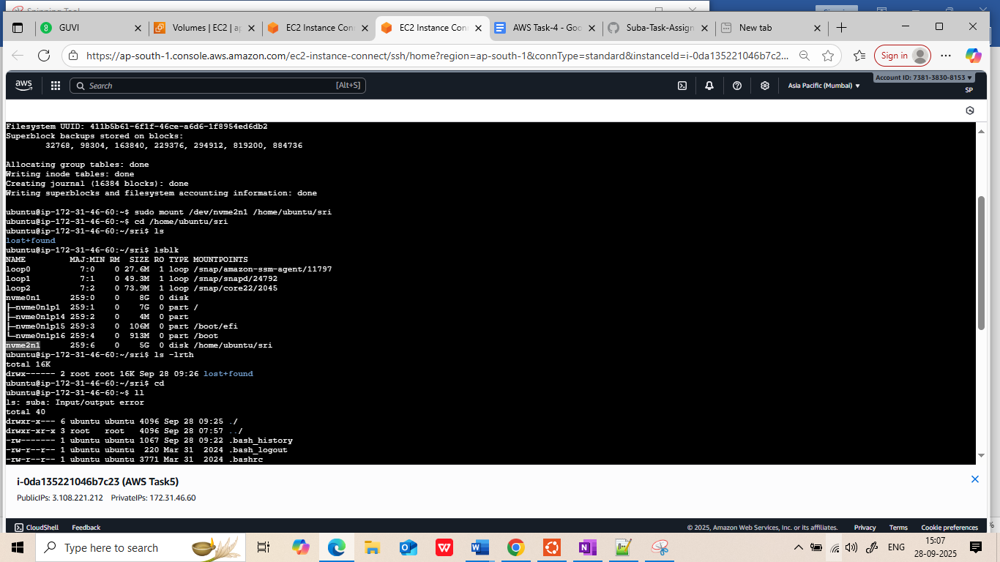 GUVI
Volumes | EC2 | ap
EC2 Instance Con
EC2 Instance Con
AWS Task-4 - Goo
Suba-Task-Assign
New tab
https://ap-south-1.console.aws.amazon.com/ec2-instance-connect/ssh/home?region=ap-south-1&connType=standard&instanceId=i-0da135221046b7c2...
Sign in
aws
Search
[Alt+S]
Asia Pacific (Mumbai) ▼
Account ID: 7381-3830-8153 ▼
SP
Filesystem UUID: 411b5b61-6f1f-46ce-a6d6-1f8954ed6db2
Superblock backups stored on blocks:
        32768, 98304, 163840, 229376, 294912, 819200, 884736
Allocating group tables: done
Writing inode tables: done
Creating journal (16384 blocks): done
Writing superblocks and filesystem accounting information: done
ubuntu@ip-172-31-46-60:~$ sudo mount /dev/nvme2n1 /home/ubuntu/sri
ubuntu@ip-172-31-46-60:~$ cd /home/ubuntu/sri
ubuntu@ip-172-31-46-60:~/sri$ ls
lost+found
ubuntu@ip-172-31-46-60:~/sri$ lsblk
NAME         MAJ:MIN RM  SIZE RO TYPE MOUNTPOINTS
loop0          7:0    0 27.6M  1 loop /snap/amazon-ssm-agent/11797
loop1          7:1    0 49.3M  1 loop /snap/snapd/24792
loop2          7:2    0 73.9M  1 loop /snap/core22/2045
nvme0n1      259:0    0    8G  0 disk
├─nvme0n1p1  259:1    0    7G  0 part /
├─nvme0n1p14 259:2    0    4M  0 part
├─nvme0n1p15 259:3    0  106M  0 part /boot/efi
└─nvme0n1p16 259:4    0  913M  0 part /boot
nvme2n1      259:6    0    5G  0 disk /home/ubuntu/sri
ubuntu@ip-172-31-46-60:~/sri$ ls -lrth
total 16K
drwx------ 2 root root 16K Sep 28 09:26 lost+found
ubuntu@ip-172-31-46-60:~/sri$ cd
ubuntu@ip-172-31-46-60:~$ ll
ls: suba: Input/output error
total 40
drwxr-x--- 6 ubuntu ubuntu 4096 Sep 28 09:25 ./
drwxr-xr-x 3 root   root   4096 Sep 28 07:57 ../
-rw------- 1 ubuntu ubuntu 1067 Sep 28 09:22 .bash_history
-rw-r--r-- 1 ubuntu ubuntu  220 Mar 31  2024 .bash_logout
-rw-r--r-- 1 ubuntu ubuntu 3771 Mar 31  2024 .bashrc
i-0da135221046b7c23 (AWS Task5)
PublicIPs: 3.108.221.212 PrivateIPs: 172.31.46.60
CloudShell Feedback
© 2025, Amazon Web Services, Inc. or its affiliates. Privacy Terms Cookie preferences
Type here to search
ENG
15:07
28-09-2025